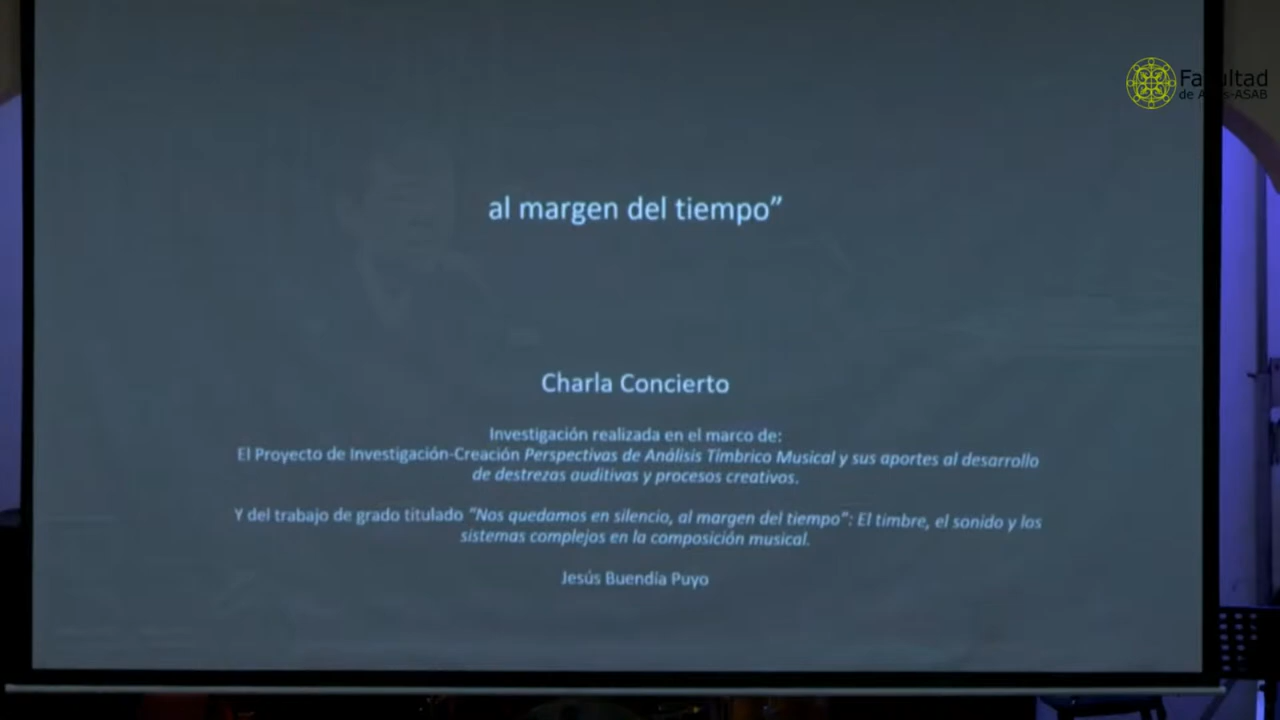 Facultad
de Artes-ASAB
al margen del tiempo”
Charla Concierto
Investigación realizada en el marco de:
El Proyecto de Investigación-Creación Perspectivas de Análisis Tímbrico Musical y sus aportes al desarrollo
de destrezas auditivas y procesos creativos.
Y del trabajo de grado titulado “Nos quedamos en silencio, al margen del tiempo”: El timbre, el sonido y los
sistemas complejos en la composición musical.
Jesús Buendía Puyo